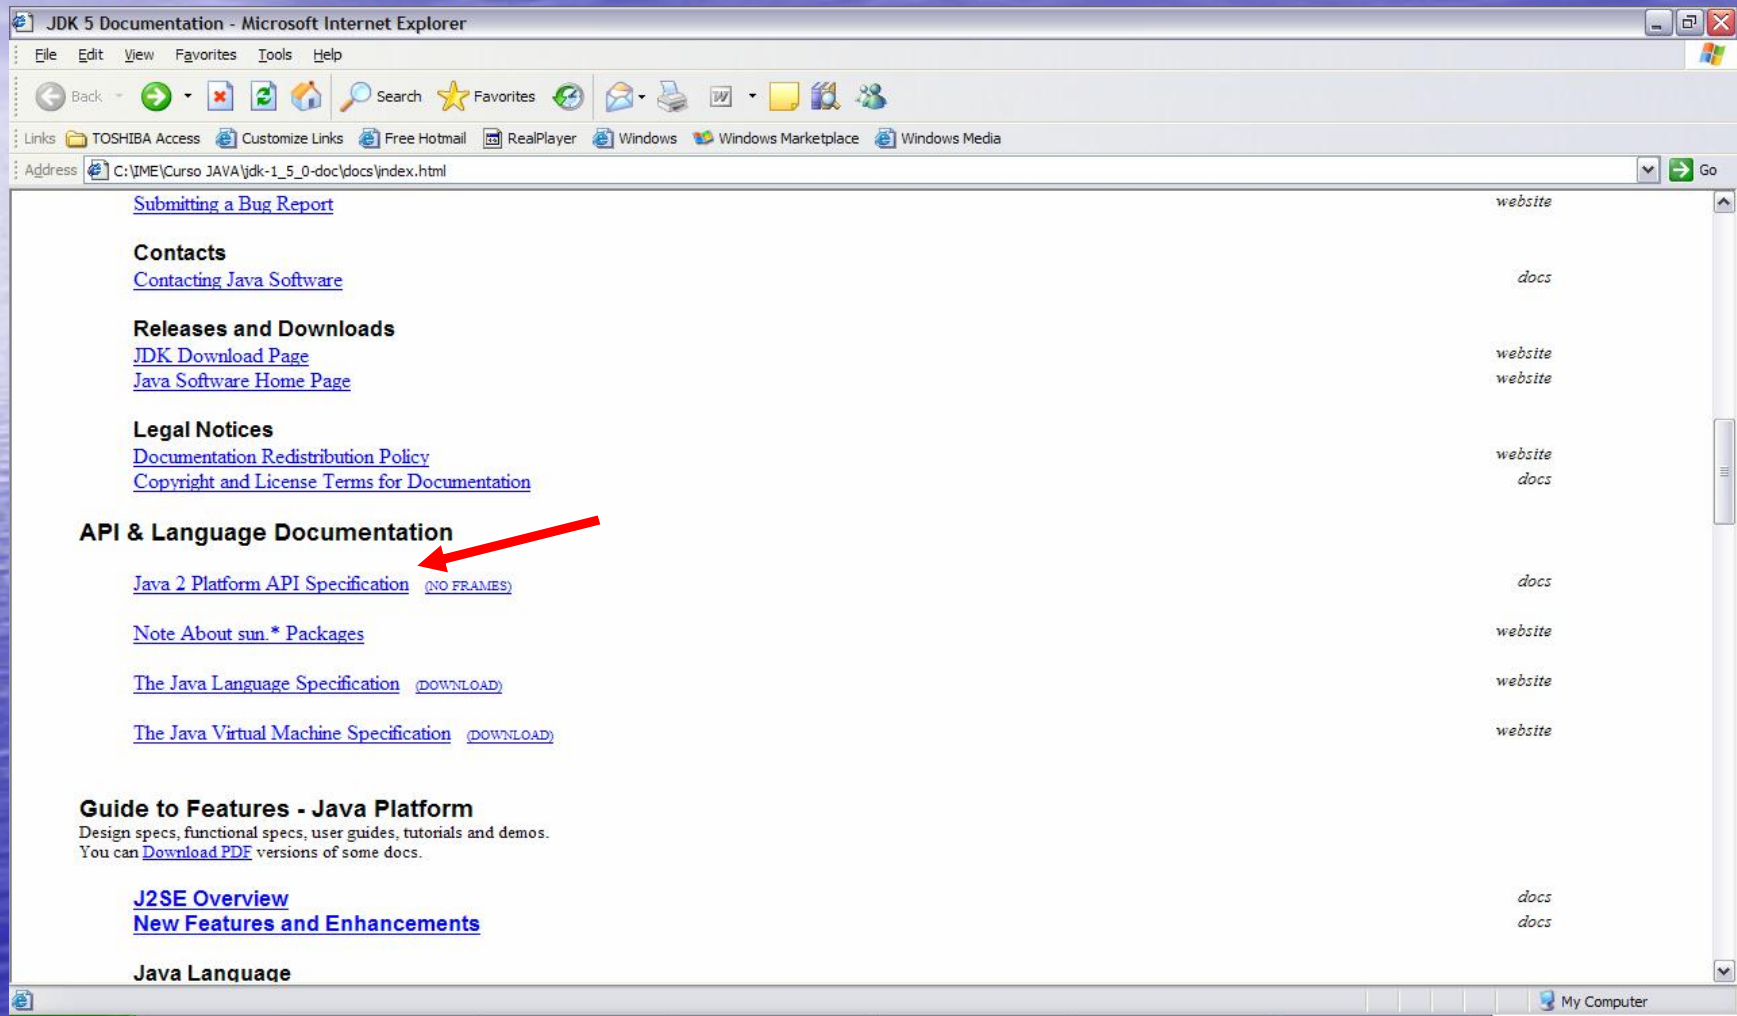 JDK 5 Documentation - Microsoft Internet Explorer
File Edit View Favorites Tools Help
Back Search Favorites
Links TOSHIBA Access Customize Links Free Hotmail RealPlayer Windows Windows Marketplace Windows Media
Address C:\IME\Curso JAVA\jdk-1_5_0-doc\docs\index.html Go
Submitting a Bug Report website
Contacts
Contacting Java Software docs
Releases and Downloads
JDK Download Page website
Java Software Home Page website
Legal Notices
Documentation Redistribution Policy website
Copyright and License Terms for Documentation docs
API & Language Documentation
Java 2 Platform API Specification (NO FRAMES) docs
Note About sun.* Packages website
The Java Language Specification (DOWNLOAD) website
The Java Virtual Machine Specification (DOWNLOAD) website
Guide to Features - Java Platform
Design specs, functional specs, user guides, tutorials and demos.
You can Download PDF versions of some docs.
J2SE Overview docs
New Features and Enhancements docs
Java Language
My Computer